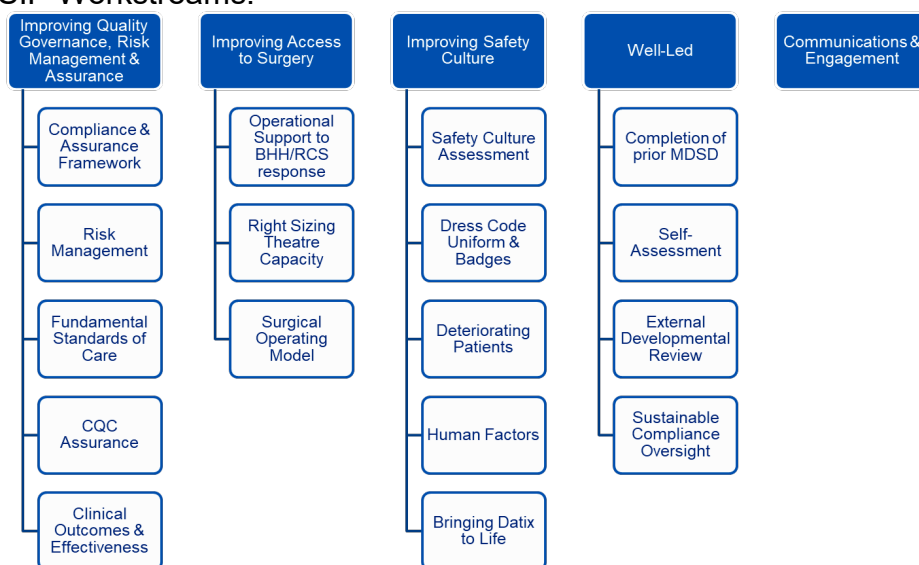 Workstreams:
Improving Quality
Governance, Risk
Management &
Assurance
Compliance &
Assurance
Framework
Risk
Management
Fundamental
Standards of
Care
CQC
Assurance
Clinical
Outcomes &
Effectiveness
Improving Access
to Surgery
Operational
Support to
BHH/RCS
response
Right Sizing
Theatre
Capacity
Surgical
Operating
Model
Improving Safety
Culture
Safety Culture
Assessment
Dress Code
Uniform &
Badges
Deteriorating
Patients
Human Factors
Bringing Datix
to Life
Well-Led
Completion of
prior MDSD
Self-
Assessment
External
Developmental
Review
Sustainable
Compliance
Oversight
Communications &
Engagement